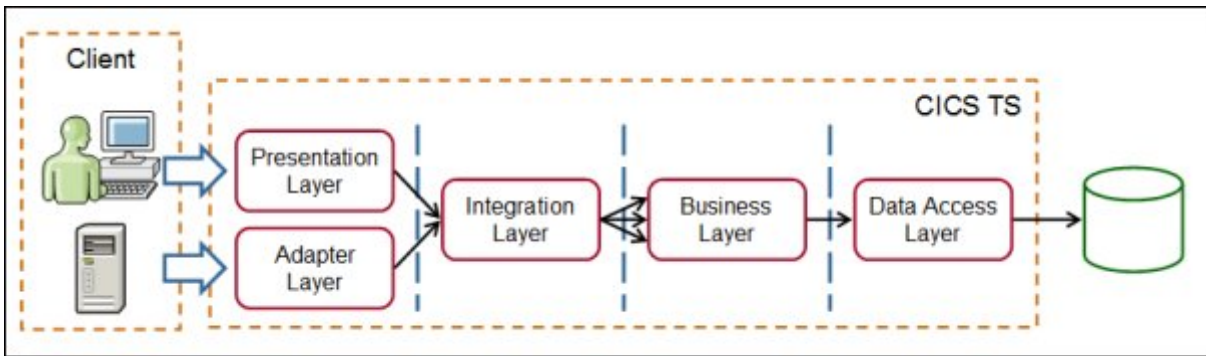 Client
CICS TS
Presentation
Layer
Adapter
Layer
Integration
Layer
Business
Layer
Data Access
Layer